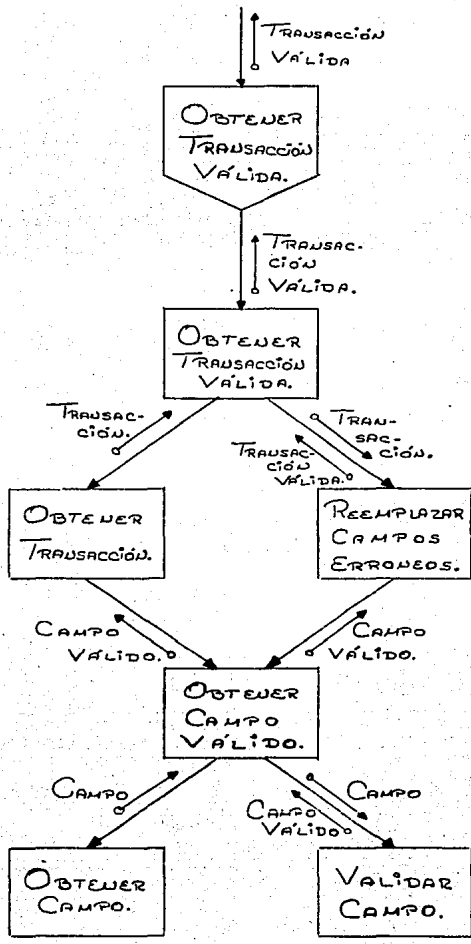 TRANSACCIÓN
VÁLIDA
OBTENER
TRANSACCIÓN
VÁLIDA.
TRANSAC-
CIÓN
VÁLIDA.
OBTENER
TRANSACCIÓN
VÁLIDA.
TRANSAC-
CIÓN.
TRAN-
SAC-
CIÓN.
TRANSAC-
CIÓN
VÁLIDA.
OBTENER
TRANSACCIÓN.
REEMPLAZAR
CAMPOS
ERRONEOS.
CAMPO
VÁLIDO.
CAMPO
VÁLIDO.
OBTENER
CAMPO
VÁLIDO.
CAMPO
CAMPO
CAMPO
VÁLIDO
OBTENER
CAMPO.
VALIDAR
CAMPO.